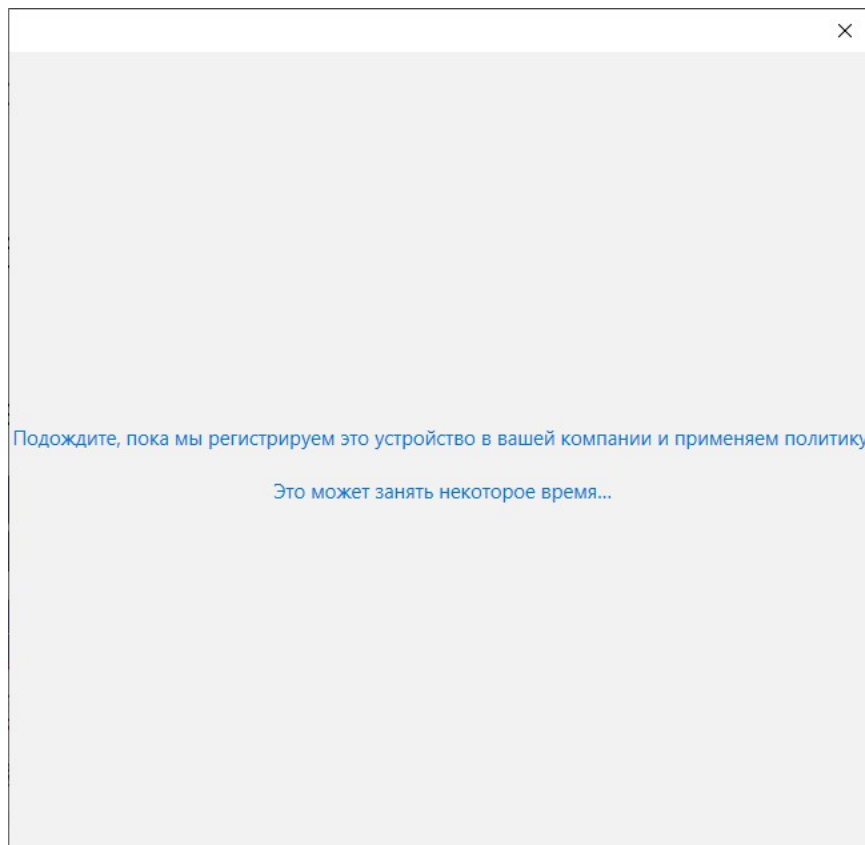 Подождите, пока мы регистрируем это устройство в вашей компании и применяем политику
Это может занять некоторое время...